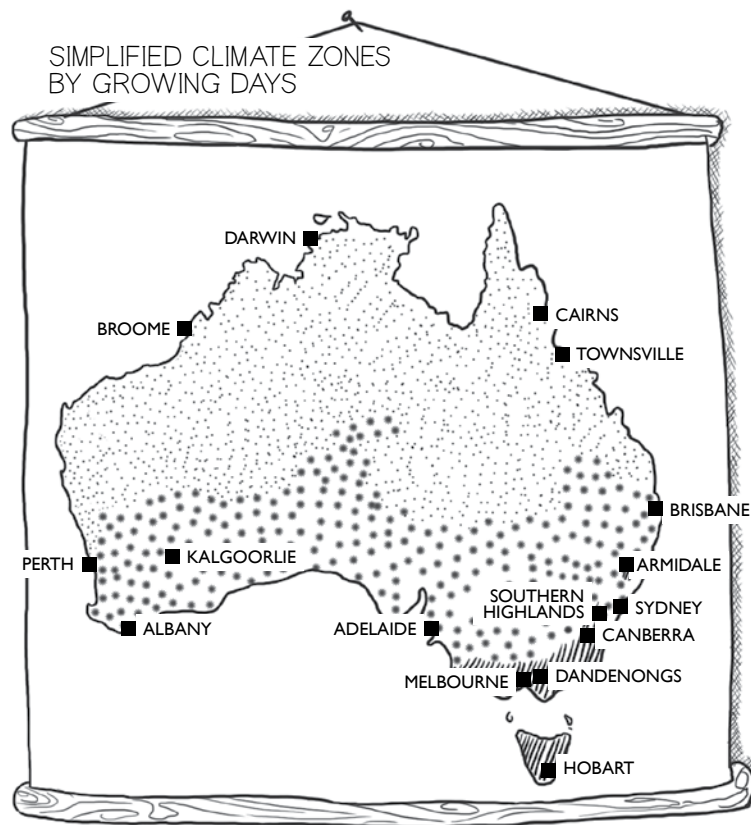 SIMPLIFIED CLIMATE ZONES
BY GROWING DAYS
DARWIN
BROOME
CAIRNS
TOWNSVILLE
BRISBANE
PERTH
KALGOORLIE
ARMIDALE
SOUTHERN
HIGHLANDS
SYDNEY
ALBANY
ADELAIDE
CANBERRA
MELBOURNE
DANDENONGS
HOBART